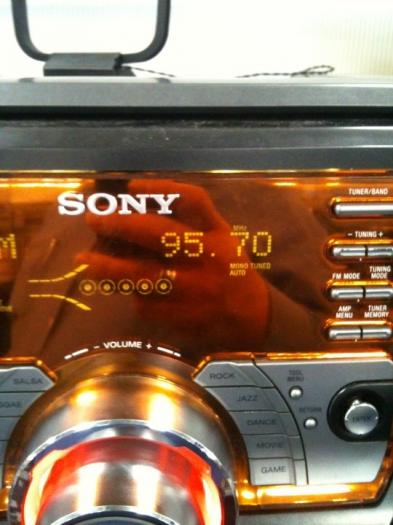 TUNER/BAND
SONY
MHz
M 95.70
MONO TUNED
AUTO
- TUNING +
FM MODE TUNING MODE
AMP MENU TUNER MEMORY
- VOLUME +
SALSA
ROCK
JAZZ
DANCE
MOVIE
GAME
TOOL MENU
RETURN
ENTER